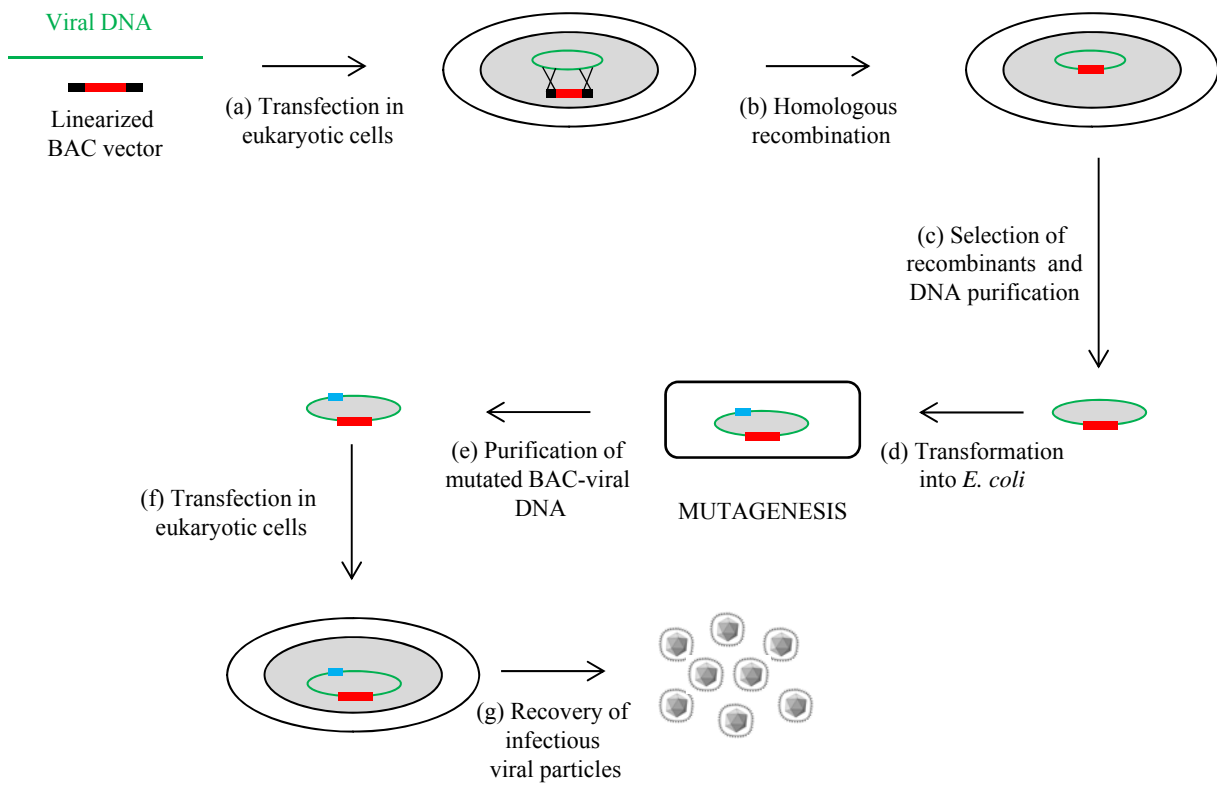 Viral DNA
Linearized
BAC vector
(a) Transfection in
eukaryotic cells
(b) Homologous
recombination
(c) Selection of
recombinants and
DNA purification
(d) Transformation
into E. coli
MUTAGENESIS
(e) Purification of
mutated BAC-viral
DNA
(f) Transfection in
eukaryotic cells
(g) Recovery of
infectious
viral particles